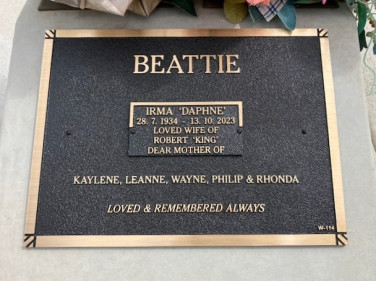 BEATTIE
IRMA 'DAPHNE'
28. 7. 1934 - 13. 10. 2023
LOVED WIFE OF
ROBERT 'KING'
DEAR MOTHER OF
KAYLENE, LEANNE, WAYNE, PHILIP & RHONDA
LOVED & REMEMBERED ALWAYS
W-114